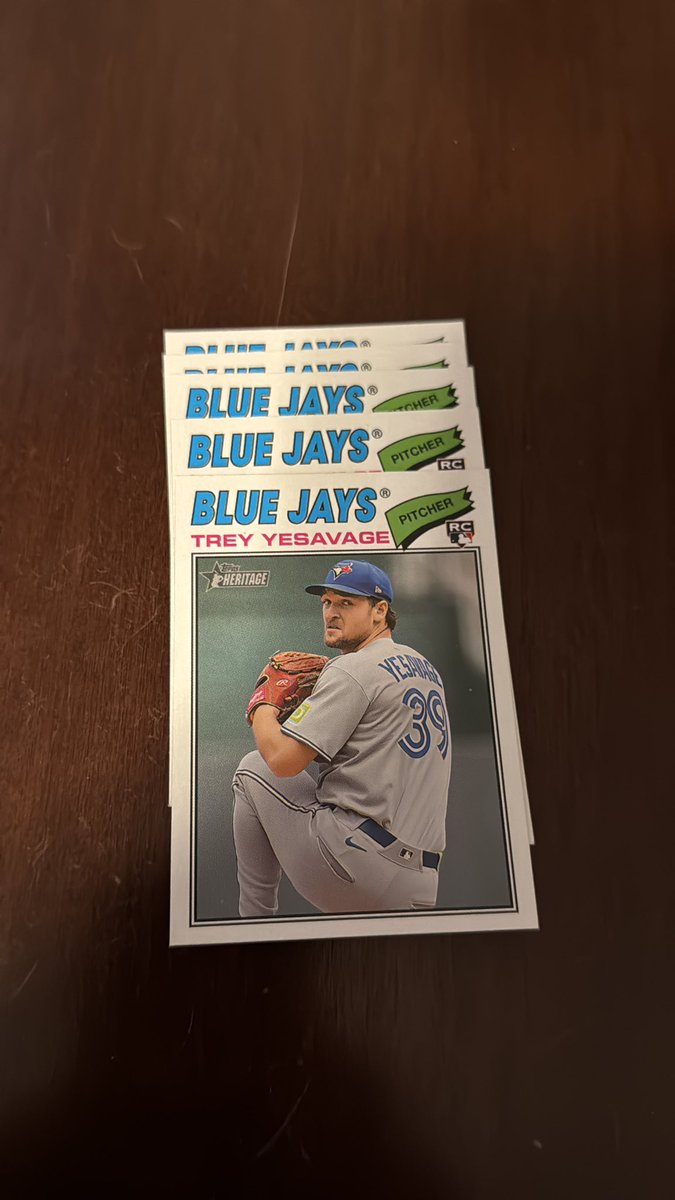 BLUE JAYS®
BLUE JAYS®
BLUE JAYS®
PITCHER
BLUE JAYS®
PITCHER
RC
BLUE JAYS®
PITCHER
TREY YESAVAGE
RC
Topps
HERITAGE
YESAVAGE
39